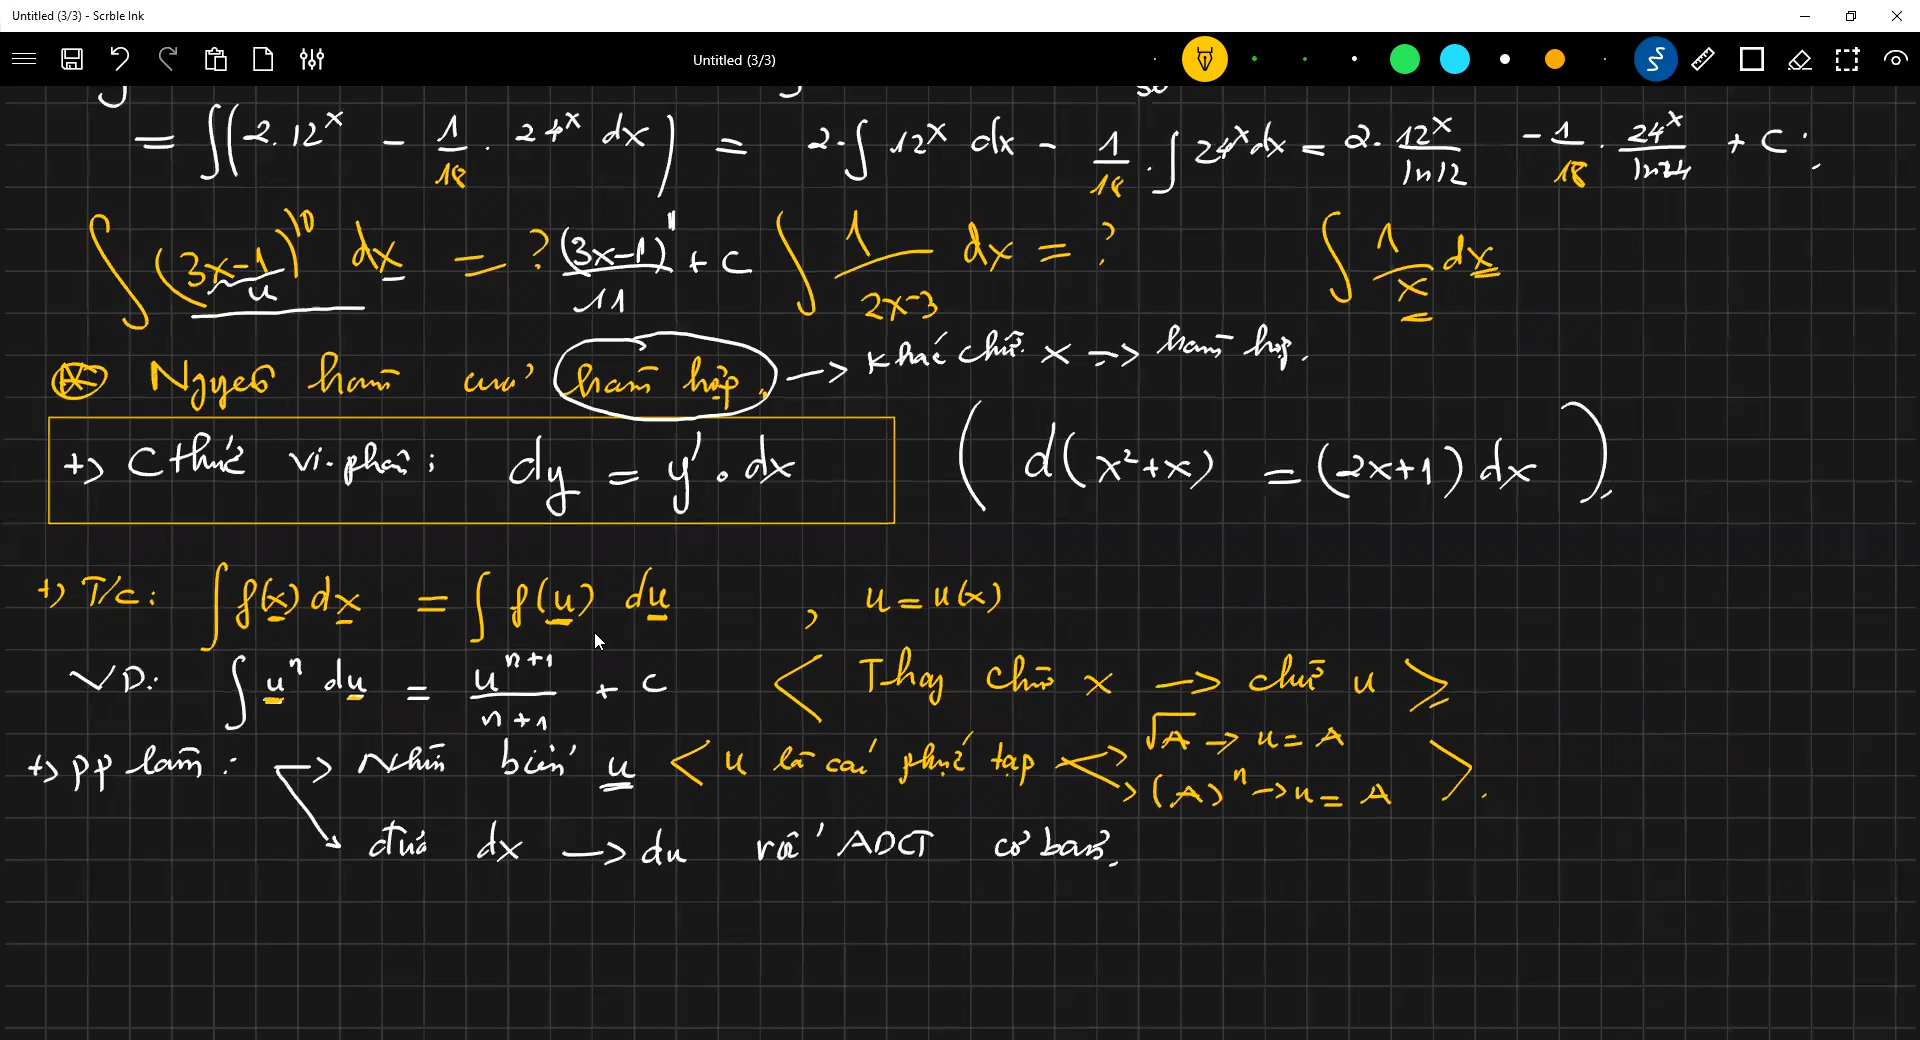 Untitled (3/3) - Scrble Ink
Untitled (3/3)
= ∫(2.12^x - 1/18 . 24^x dx) = 2.∫ 12^x dx - 1/18 . ∫ 24^x dx = 2. 12^x/ln12 - 1/18 . 24^x/ln24 + C.
∫ (3x-1)^10 dx = ? (3x-1)^11/11 + C ∫ 1/(2x-3) dx = ? ∫ 1/x dx
u
Nguyên hàm của hàm hợp. → Khác chữ x => hàm hợp.
+) C thức vi phân: dy = y'.dx ( d(x²+x) = (2x+1) dx ).
+) T/c: ∫ f(x) dx = ∫ f(u) du , u = u(x)
VD: ∫ u^n du = u^(n+1)/(n+1) + C < Thay chữ x → chữ u >
+) PP làm: → Nhìn biến u < u là cái phức tạp → √A → u = A
→ (A)^n → u = A >.
→ đưa dx → du rồi ADCT cơ bản.